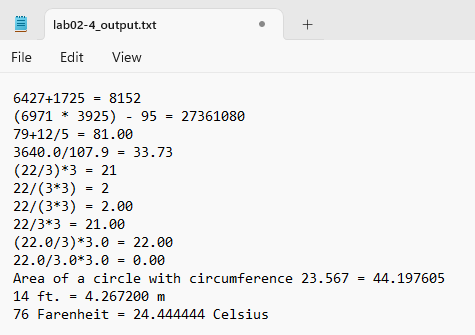 lab02-4_output.txt
File Edit View
6427+1725 = 8152
(6971 * 3925) - 95 = 27361080
79+12/5 = 81.00
3640.0/107.9 = 33.73
(22/3)*3 = 21
22/(3*3) = 2
22/(3*3) = 2.00
22/3*3 = 21.00
(22.0/3)*3.0 = 22.00
22.0/3.0*3.0 = 0.00
Area of a circle with circumference 23.567 = 44.197605
14 ft. = 4.267200 m
76 Farenheit = 24.444444 Celsius